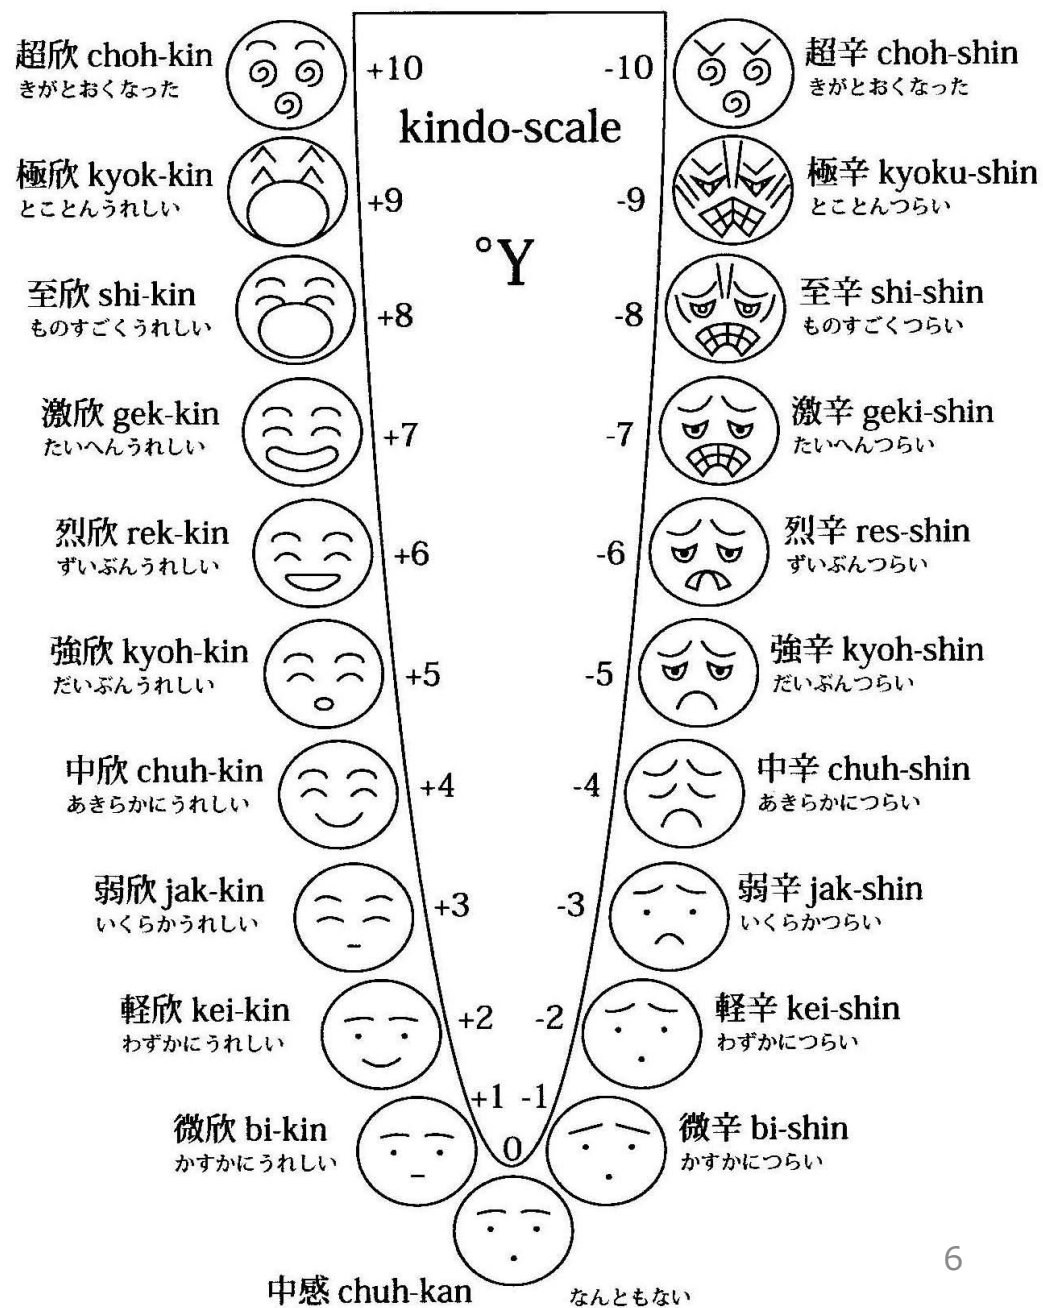 超欣 choh-kin
きがとおくなった
+10
-10
超辛 choh-shin
きがとおくなった
kindo-scale
極欣 kyok-kin
とことんうれしい
+9
-9
極辛 kyoku-shin
とことんつらい
°Y
至欣 shi-kin
ものすごくうれしい
+8
-8
至辛 shi-shin
ものすごくつらい
激欣 gek-kin
たいへんうれしい
+7
-7
激辛 geki-shin
たいへんつらい
烈欣 rek-kin
ずいぶんうれしい
+6
-6
烈辛 res-shin
ずいぶんつらい
強欣 kyoh-kin
だいぶんうれしい
+5
-5
強辛 kyoh-shin
だいぶんつらい
中欣 chuh-kin
あきらかにうれしい
+4
-4
中辛 chuh-shin
あきらかにつらい
弱欣 jak-kin
いくらかうれしい
+3
-3
弱辛 jak-shin
いくらかつらい
軽欣 kei-kin
わずかにうれしい
+2
-2
軽辛 kei-shin
わずかにつらい
+1 -1
微欣 bi-kin
かすかにうれしい
0
微辛 bi-shin
かすかにつらい
中感 chuh-kan
なんともない
6